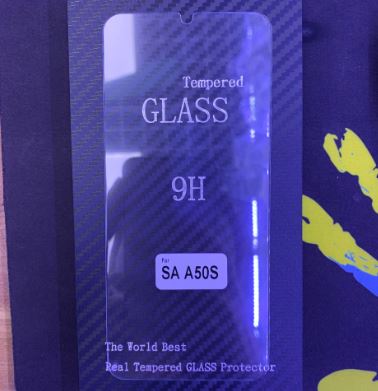 Tempered
GLASS
9H
For
SA A50S
The World Best
Real Tempered GLASS Protector